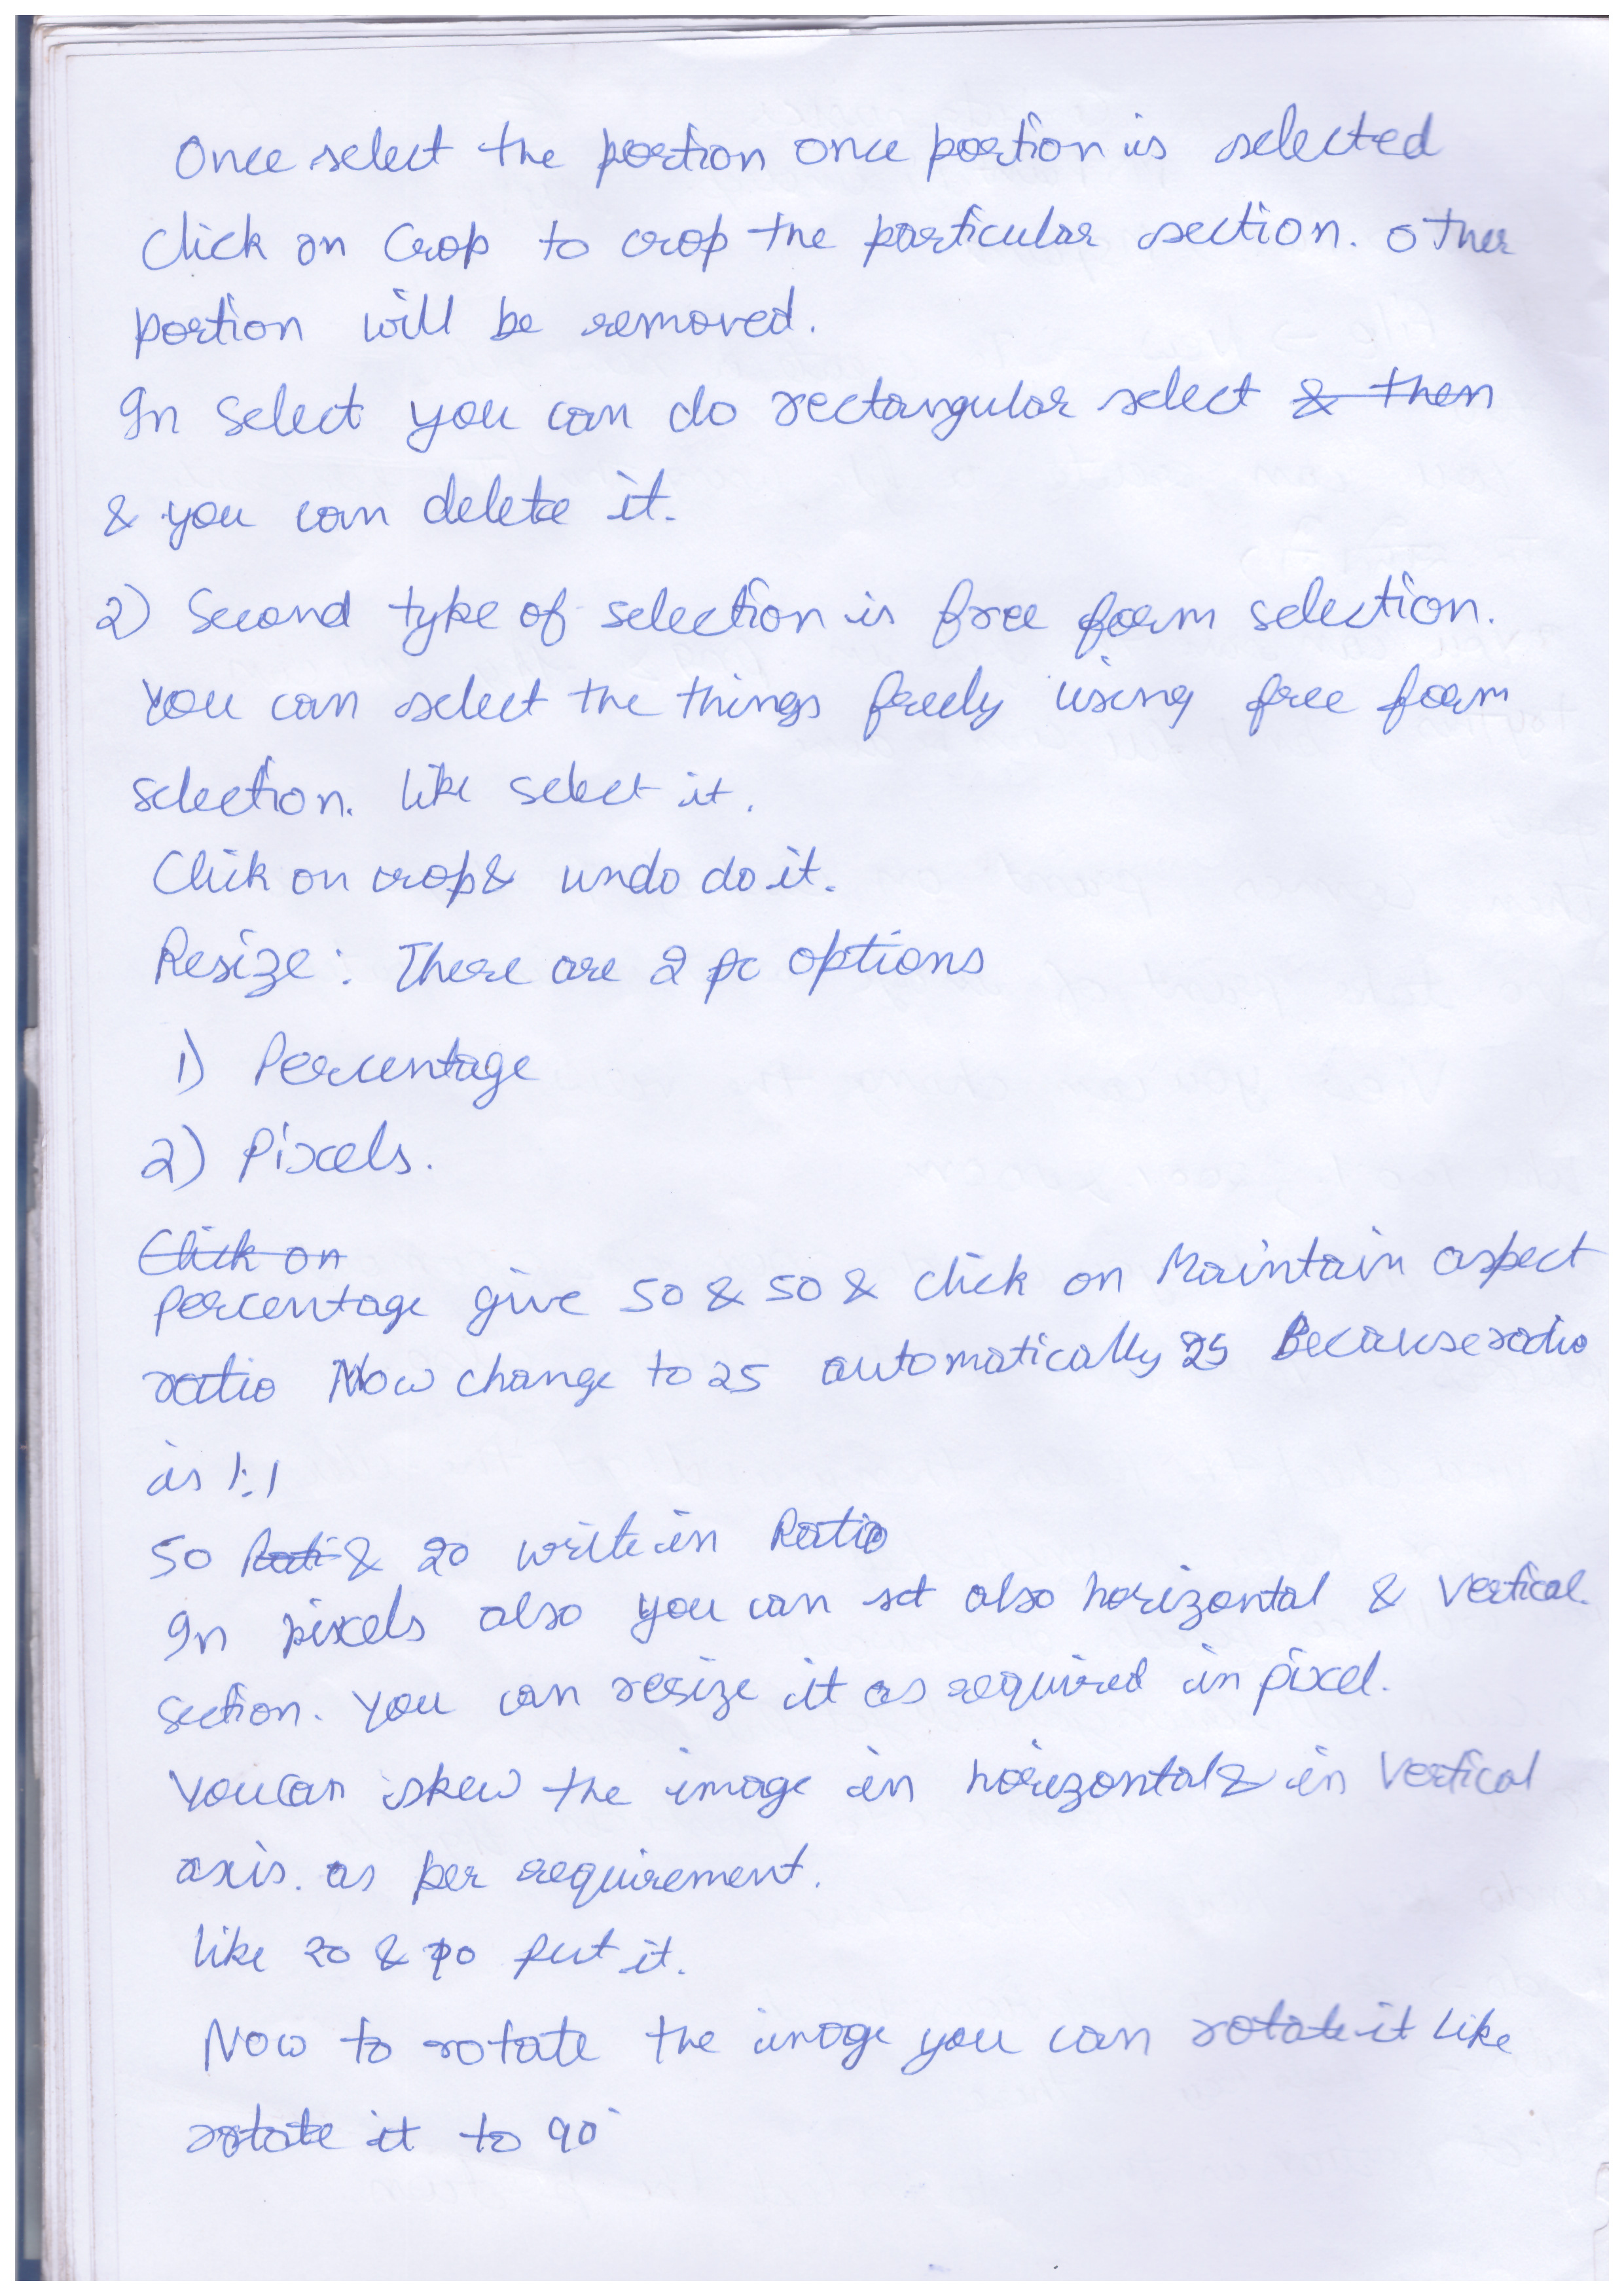 Once select the portion once portion is selected
Click on Crop to crop the particular section. other
portion will be removed.
In select you can do rectangular select & then
& you can delete it.
2) Second type of selection is free form selection.
You can select the things freely using free form
selection. like select it.
Click on crop & undo do it.
Resize : There are 2 pc options
1) Percentage
2) Pixels.
Click on
Percentage give 50 & 50 & click on Maintain aspect
ratio Now change to 25 automatically 25 Because ratio
is 1:1
50 Rati & 20 write in Ratio
In pixels also you can set also horizontal & Vertical.
section. You can resize it as required in pixel.
You can skew the image in horizontal & in Vertical
axis. as per requirement.
like 20 & put it.
Now to rotate the image you can rotate it like
rotate it to 90°